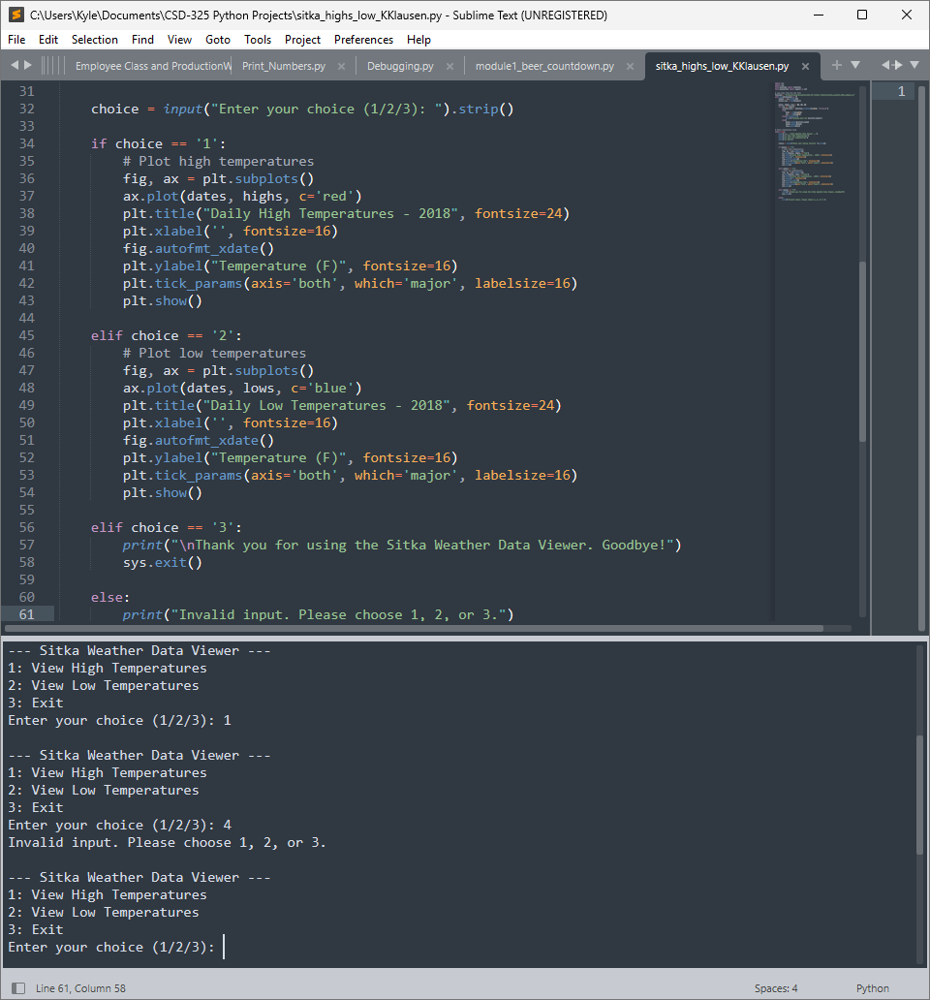 C:\Users\Kyle\Documents\CSD-325 Python Projects\sitka_highs_low_KKlausen.py - Sublime Text (UNREGISTERED)
File Edit Selection Find View Goto Tools Project Preferences Help
Employee Class and ProductionW Print_Numbers.py Debugging.py module1_beer_countdown.py sitka_highs_low_KKlausen.py
31
32 choice = input("Enter your choice (1/2/3): ").strip()
33
34 if choice == '1':
35 # Plot high temperatures
36 fig, ax = plt.subplots()
37 ax.plot(dates, highs, c='red')
38 plt.title("Daily High Temperatures - 2018", fontsize=24)
39 plt.xlabel('', fontsize=16)
40 fig.autofmt_xdate()
41 plt.ylabel("Temperature (F)", fontsize=16)
42 plt.tick_params(axis='both', which='major', labelsize=16)
43 plt.show()
44
45 elif choice == '2':
46 # Plot low temperatures
47 fig, ax = plt.subplots()
48 ax.plot(dates, lows, c='blue')
49 plt.title("Daily Low Temperatures - 2018", fontsize=24)
50 plt.xlabel('', fontsize=16)
51 fig.autofmt_xdate()
52 plt.ylabel("Temperature (F)", fontsize=16)
53 plt.tick_params(axis='both', which='major', labelsize=16)
54 plt.show()
55
56 elif choice == '3':
57 print("\nThank you for using the Sitka Weather Data Viewer. Goodbye!")
58 sys.exit()
59
60 else:
61 print("Invalid input. Please choose 1, 2, or 3.")
1
--- Sitka Weather Data Viewer ---
1: View High Temperatures
2: View Low Temperatures
3: Exit
Enter your choice (1/2/3): 1
--- Sitka Weather Data Viewer ---
1: View High Temperatures
2: View Low Temperatures
3: Exit
Enter your choice (1/2/3): 4
Invalid input. Please choose 1, 2, or 3.
--- Sitka Weather Data Viewer ---
1: View High Temperatures
2: View Low Temperatures
3: Exit
Enter your choice (1/2/3):
Line 61, Column 58 Spaces: 4 Python